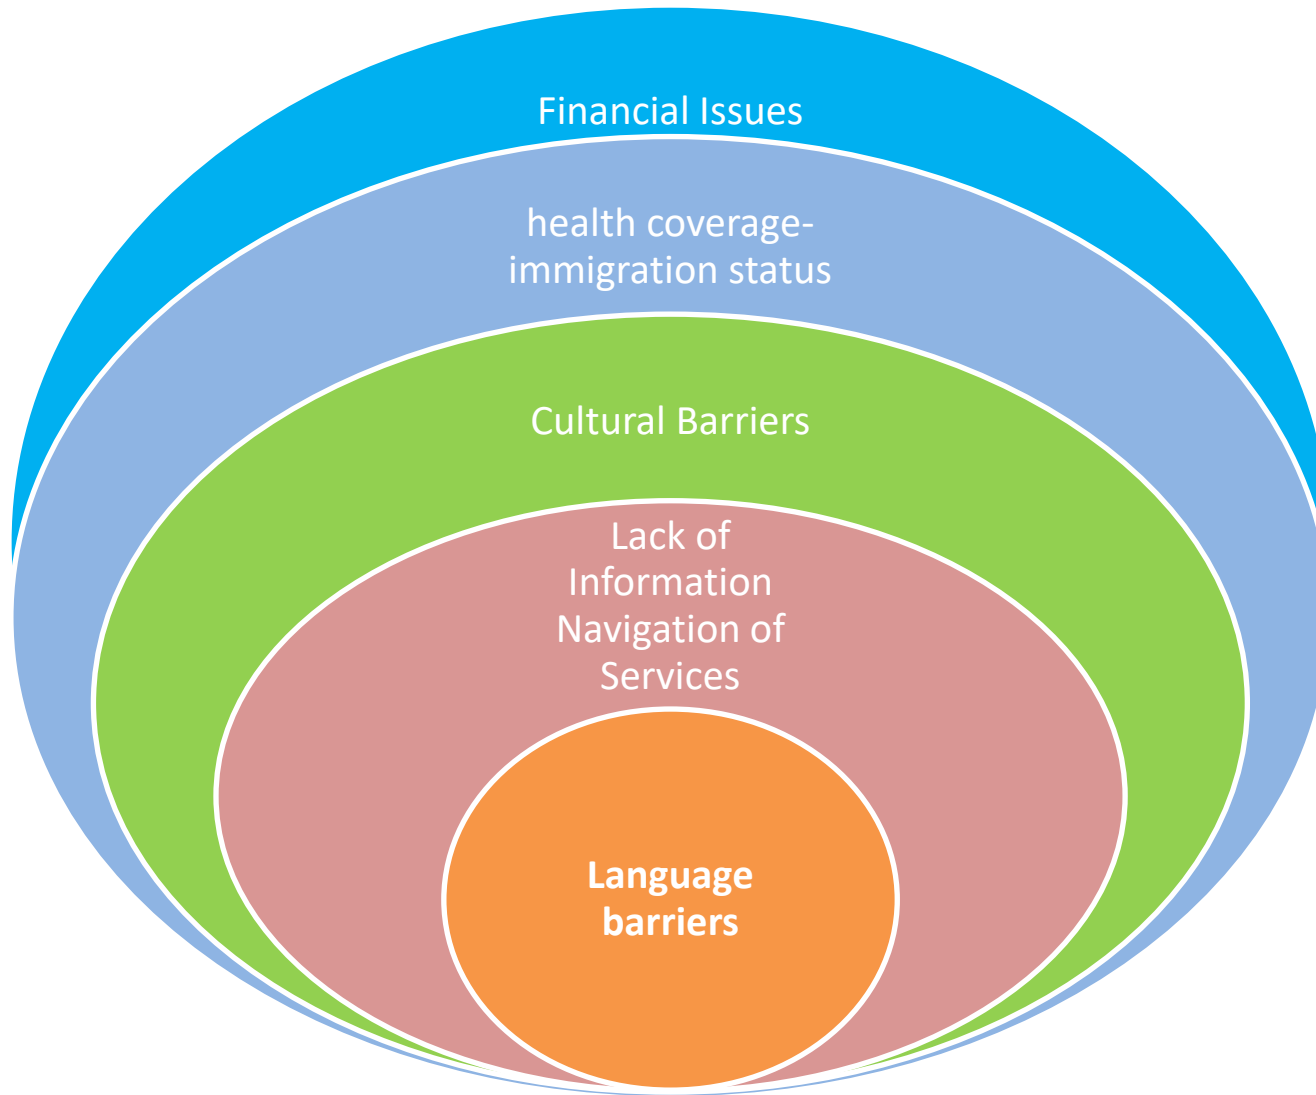 Financial Issues
health coverage-
immigration status
Cultural Barriers
Lack of
Information
Navigation of
Services
Language
barriers